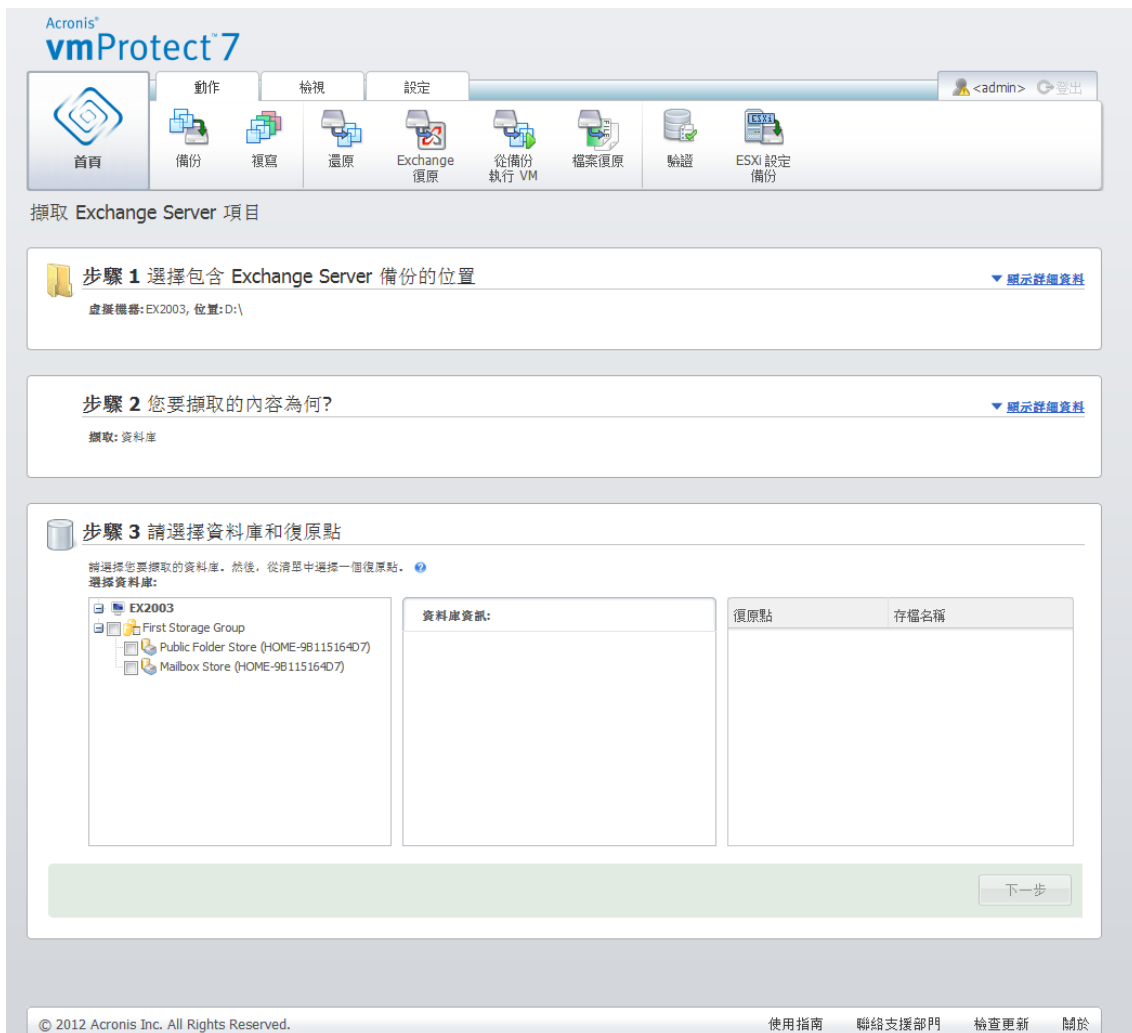 Acronis®
vmProtect™ 7
動作
檢視
設定
<admin>
登出
首頁
備份
複寫
還原
Exchange
復原
從備份
執行 VM
檔案復原
驗證
ESXi
ESXi 設定
備份
擷取 Exchange Server 項目
步驟 1 選擇包含 Exchange Server 備份的位置
顯示詳細資料
虛擬機器:EX2003, 位置:D:\
步驟 2 您要擷取的內容為何?
顯示詳細資料
擷取: 資料庫
步驟 3 請選擇資料庫和復原點
請選擇您要擷取的資料庫. 然後, 從清單中選擇一個復原點.
選擇資料庫:
EX2003
First Storage Group
Public Folder Store (HOME-9B115164D7)
Mailbox Store (HOME-9B115164D7)
資料庫資訊:
復原點
存檔名稱
下一步
© 2012 Acronis Inc. All Rights Reserved.
使用指南
聯絡支援部門
檢查更新
關於